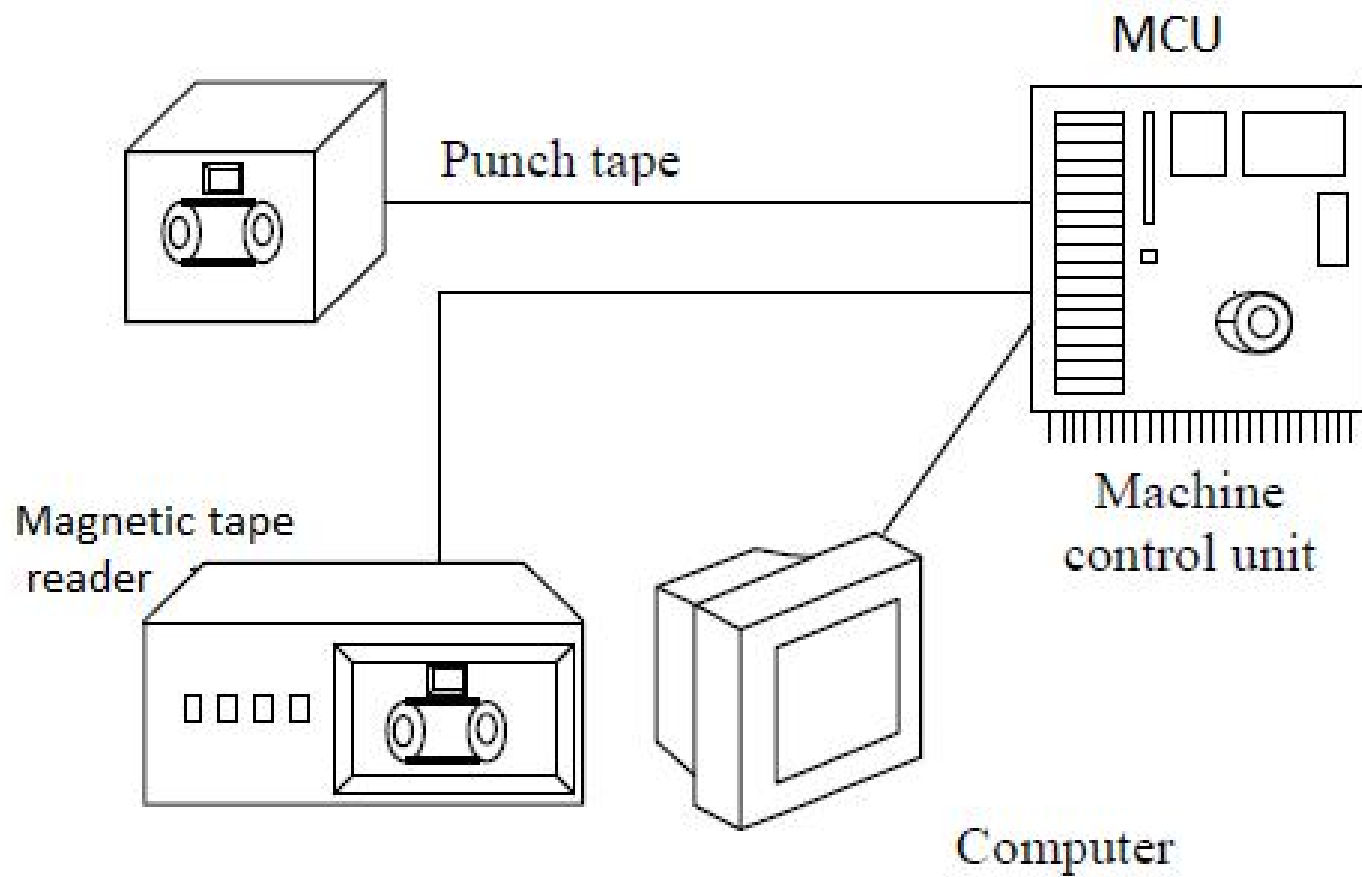 MCU
Punch tape
Magnetic tape
reader
Machine
control unit
Computer